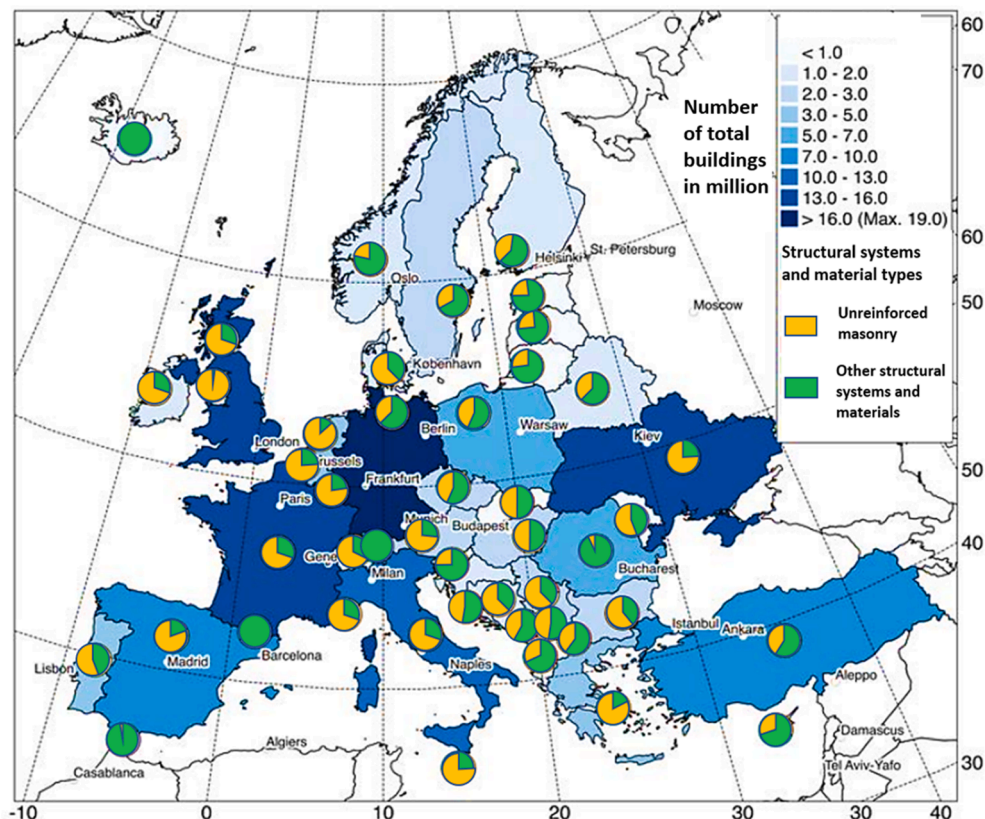 60
70
60
50
50
40
30
-10
0
10
20
30
40
Number
of total
buildings
in million
< 1.0
1.0 - 2.0
2.0 - 3.0
3.0 - 5.0
5.0 - 7.0
7.0 - 10.0
10.0 - 13.0
13.0 - 16.0
> 16.0 (Max. 19.0)
Structural systems
and material types
Unreinforced
masonry
Other structural
systems and
materials
Oslo
Helsinki
St. Petersburg
Moscow
København
London
Berlin
Warsaw
Kiev
russels
Frankfurt
Paris
Munich
Budapest
Gene
Milan
Bucharest
Istanbul
Ankara
Lisbon
Madrid
Barcelona
Naples
Aleppo
Algiers
Casablanca
Damascus
Tel Aviv-Yafo